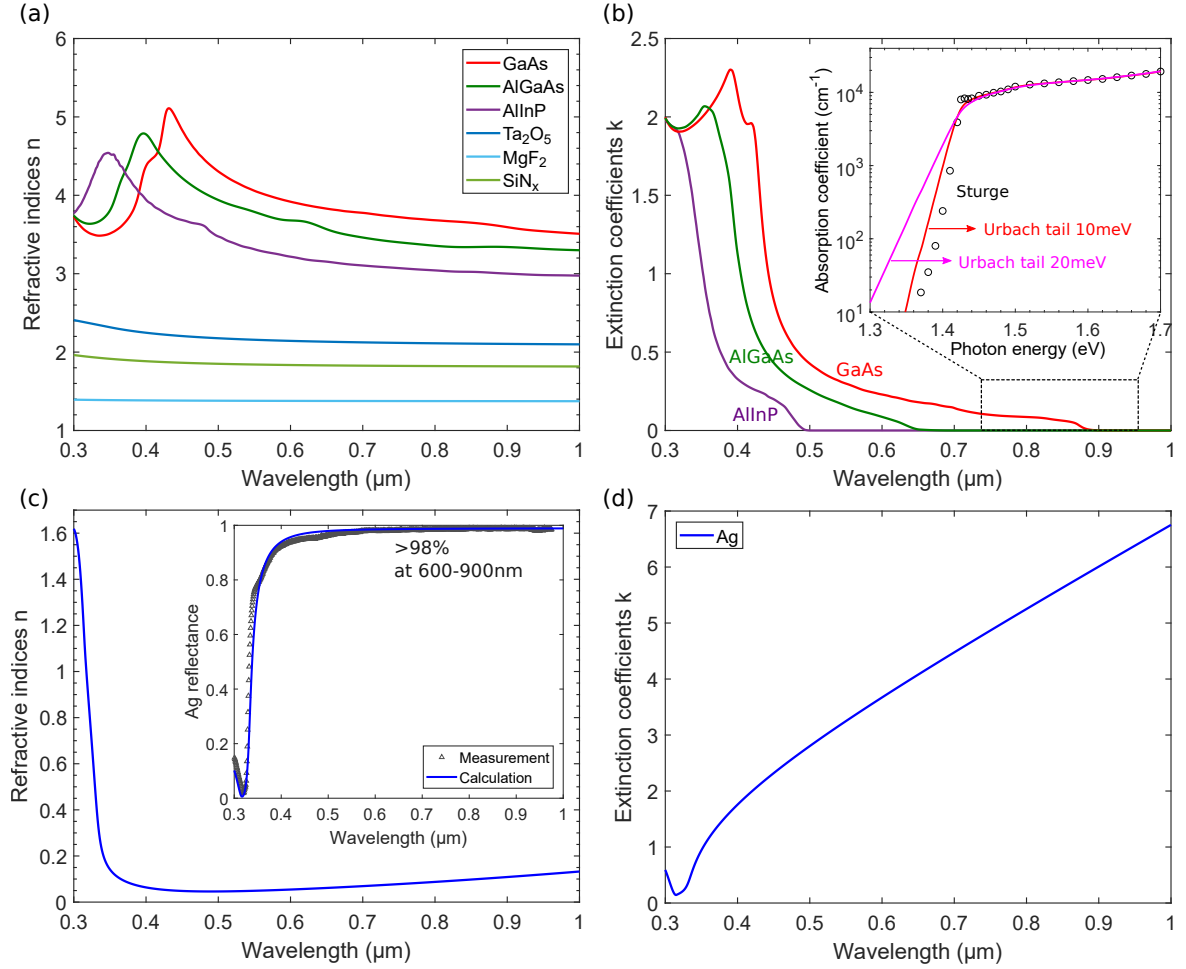 (a)
6
5
4
3
2
1
Refractive indices n
GaAs
AlGaAs
AlInP
Ta2O5
MgF2
SiNx
0.3 0.4 0.5 0.6 0.7 0.8 0.9 1
Wavelength (μm)
(b)
2.5
2
1.5
1
0.5
0
Extinction coefficients k
AlGaAs
GaAs
AlInP
0.3 0.4 0.5 0.6 0.7 0.8 0.9 1
Wavelength (μm)
Absorption coefficient (cm-1)
10^4
10^3
10^2
10^1
Sturge
Urbach tail 10meV
Urbach tail 20meV
1.3 1.4 1.5 1.6 1.7
Photon energy (eV)
(c)
1.6
1.4
1.2
1
0.8
0.6
0.4
0.2
0
Refractive indices n
0.3 0.4 0.5 0.6 0.7 0.8 0.9 1
Wavelength (μm)
1
0.8
0.6
0.4
0.2
0
Ag reflectance
>98%
at 600-900nm
Measurement
Calculation
0.3 0.4 0.5 0.6 0.7 0.8 0.9 1
Wavelength (μm)
(d)
7
6
5
4
3
2
1
0
Extinction coefficients k
Ag
0.3 0.4 0.5 0.6 0.7 0.8 0.9 1
Wavelength (μm)